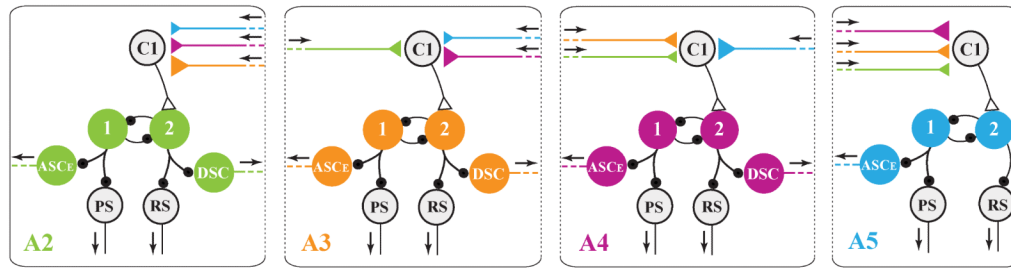 C1
1 2
ASCE DSC
PS RS
A2
C1
1 2
ASCE DSC
PS RS
A3
C1
1 2
ASCE DSC
PS RS
A4
C1
1 2
ASCE
PS RS
A5